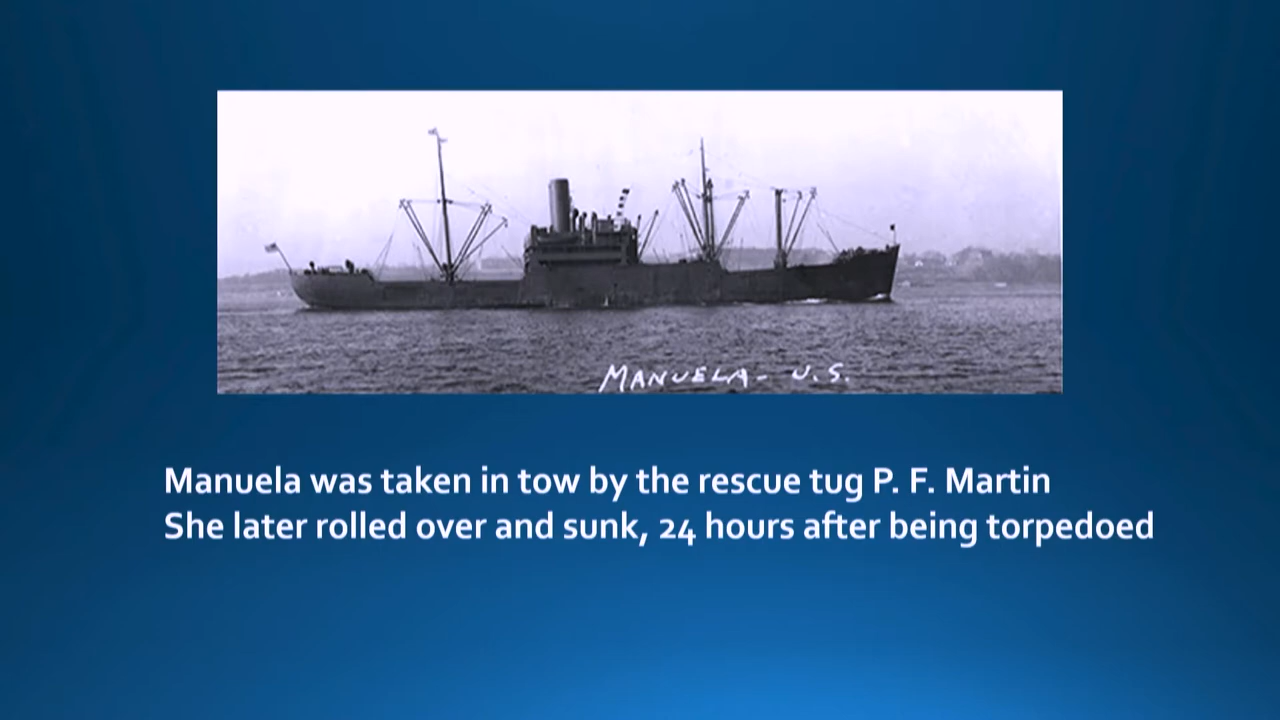 MANUELA - U.S.
Manuela was taken in tow by the rescue tug P. F. Martin
She later rolled over and sunk, 24 hours after being torpedoed